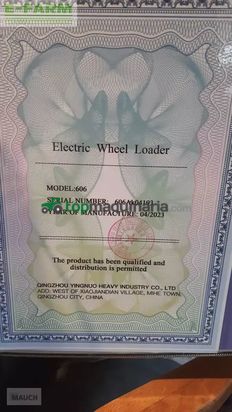 E-FARM
Electric Wheel Loader
MODEL:606
SERIAL NUMBER:
topmaquinaria.com
YEAR OF MANUFACTURE: 04/2023
The product has been qualified and
distribution is permitted
QINGZHOU YINGNUO HEAVY INDUSTRY CO., LTD
ADD: WEST OF XIAOJIANDIAN VILLAGE, MIHE TOWN,
QINGZHOU CITY, CHINA
MAUCH